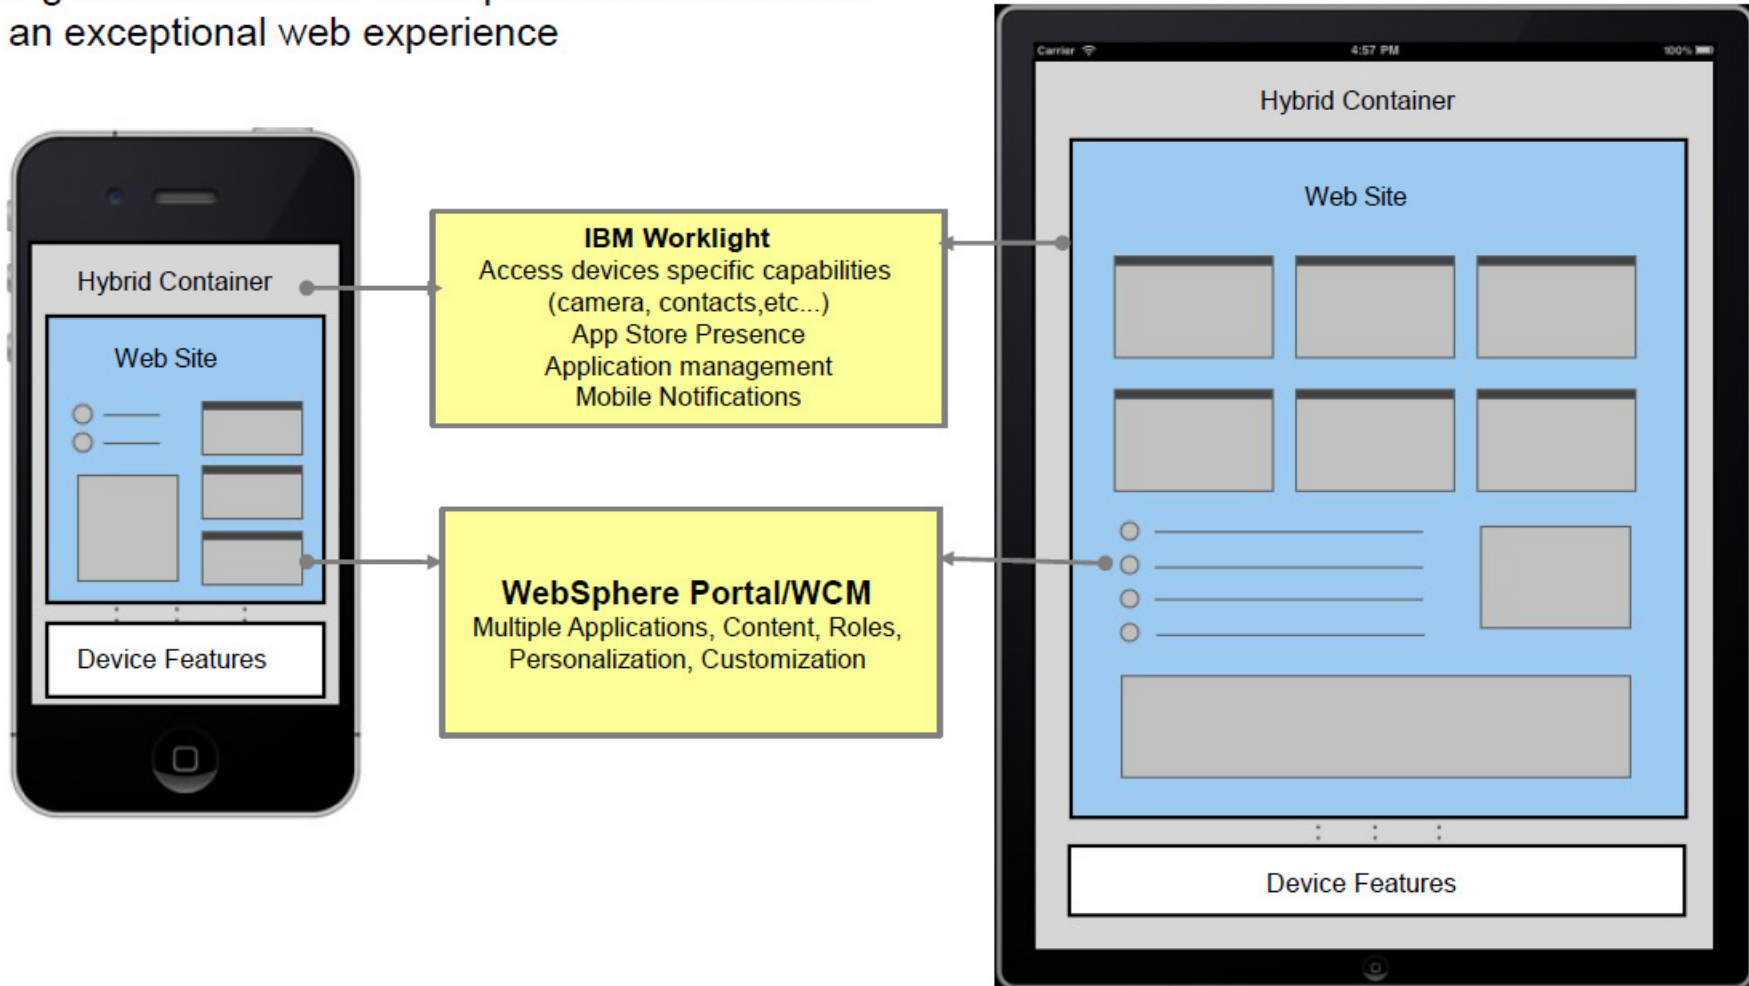 an exceptional web experience
Hybrid Container
Web Site
Device Features
IBM Worklight
Access devices specific capabilities
(camera, contacts,etc...)
App Store Presence
Application management
Mobile Notifications
WebSphere Portal/WCM
Multiple Applications, Content, Roles,
Personalization, Customization
Carrier 4:57 PM 100%
Hybrid Container
Web Site
Device Features